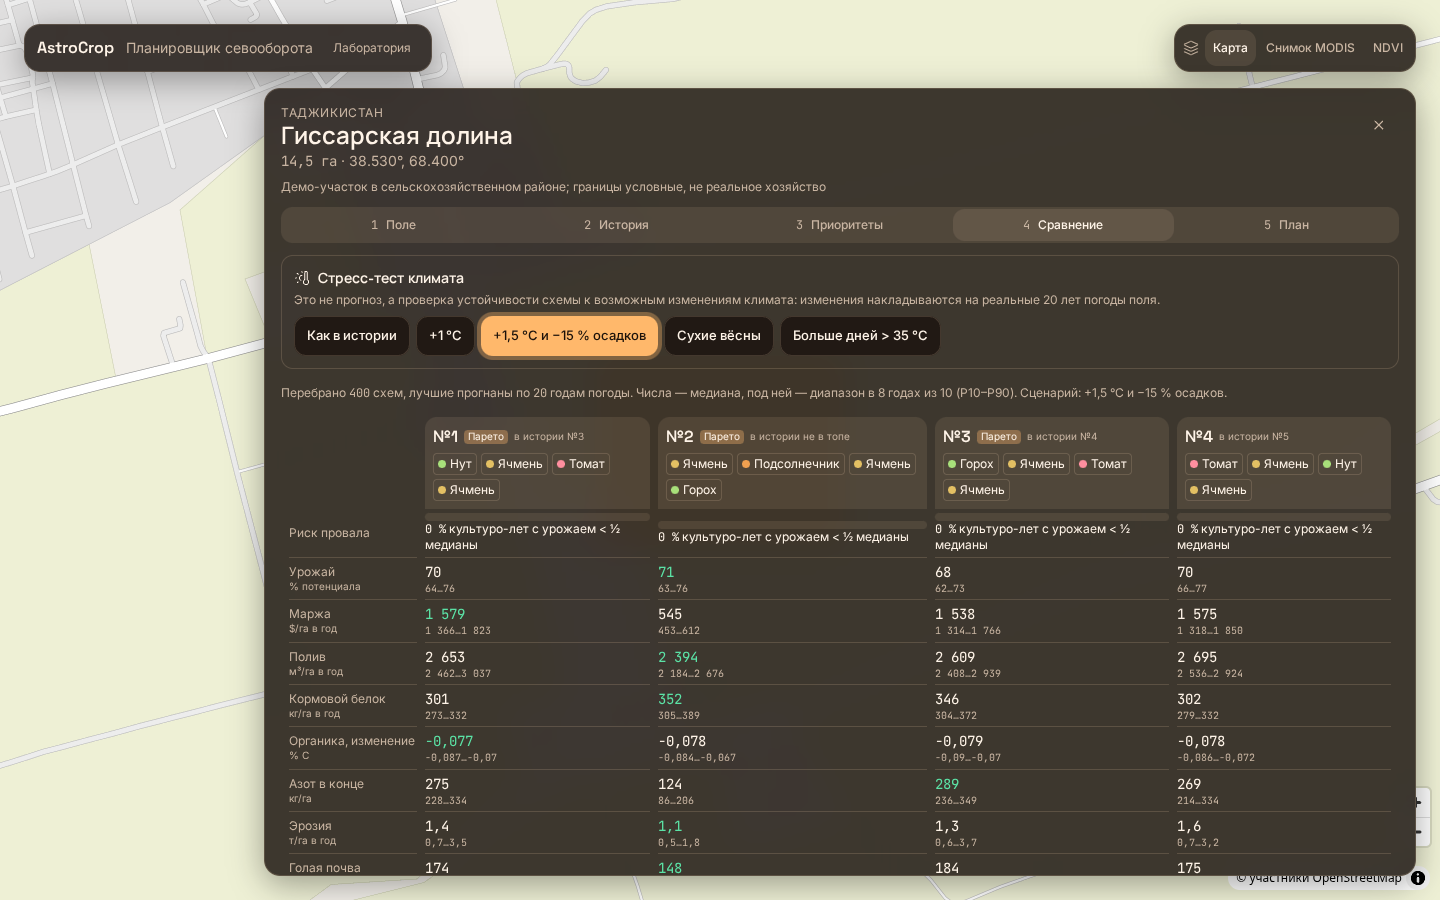 AstroCrop Планировщик севооборота Лаборатория
Карта Снимок MODIS NDVI
ТАДЖИКИСТАН
Гиссарская долина
14,5 га · 38.530°, 68.400°
Демо-участок в сельскохозяйственном районе; границы условные, не реальное хозяйство
1 Поле 2 История 3 Приоритеты 4 Сравнение 5 План
Стресс-тест климата
Это не прогноз, а проверка устойчивости схемы к возможным изменениям климата: изменения накладываются на реальные 20 лет погоды поля.
Как в истории +1 °C +1,5 °C и −15 % осадков Сухие вёсны Больше дней > 35 °C
Перебрано 400 схем, лучшие прогнаны по 20 годам погоды. Числа — медиана, под ней — диапазон в 8 годах из 10 (P10–P90). Сценарий: +1,5 °C и −15 % осадков.
№1 Парето в истории №3 №2 Парето в истории не в топе №3 Парето в истории №4 №4 в истории №5
Нут Ячмень Томат Ячмень Подсолнечник Ячмень Горох Ячмень Томат Томат Ячмень Нут
Ячмень Горох Ячмень Ячмень
Риск провала 0 % культуро-лет с урожаем < ½ медианы 0 % культуро-лет с урожаем < ½ медианы 0 % культуро-лет с урожаем < ½ медианы 0 % культуро-лет с урожаем < ½ медианы
Урожай 70 71 68 70
% потенциала 64…76 63…76 62…73 66…77
Маржа 1 579 545 1 538 1 575
$/га в год 1 366…1 823 453…612 1 314…1 766 1 318…1 850
Полив 2 653 2 394 2 609 2 695
м³/га в год 2 462…3 037 2 184…2 676 2 408…2 939 2 536…2 924
Кормовой белок 301 352 346 302
кг/га в год 273…332 305…389 304…372 279…332
Органика, изменение -0,077 -0,078 -0,079 -0,078
% C -0,087…-0,07 -0,084…-0,067 -0,09…-0,07 -0,086…-0,072
Азот в конце 275 124 289 269
кг/га 228…334 86…206 236…349 214…334
Эрозия 1,4 1,1 1,3 1,6
т/га в год 0,7…3,5 0,5…1,8 0,6…3,7 0,7…3,2
Голая почва 174 148 184 175
© участники OpenStreetMap